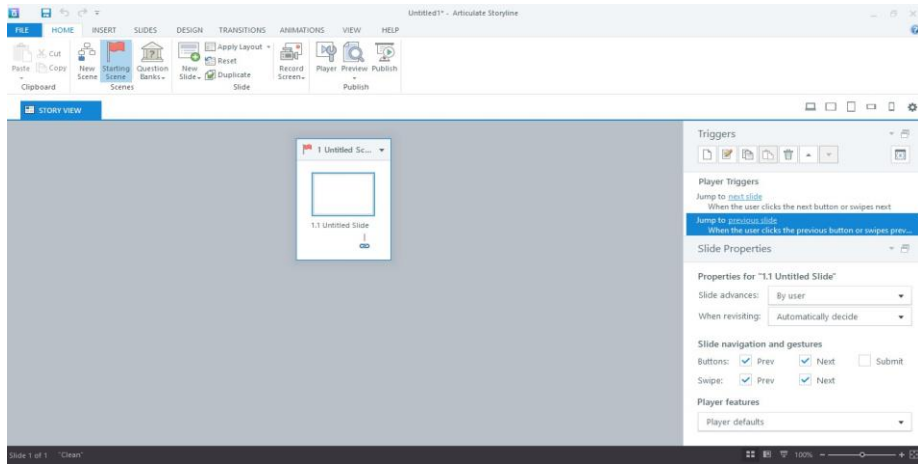 Untitled1* - Articulate Storyline
FILE HOME INSERT SLIDES DESIGN TRANSITIONS ANIMATIONS VIEW HELP
Paste Cut Copy
Clipboard
New Scene Starting Scene Question Banks
Scenes
New Slide Apply Layout Reset Duplicate
Slide
Record Screen
Player Preview Publish
Publish
STORY VIEW
1 Untitled Sc...
1.1 Untitled Slide
Triggers
Player Triggers
Jump to next slide
When the user clicks the next button or swipes next
Jump to previous slide
When the user clicks the previous button or swipes prev...
Slide Properties
Properties for "1.1 Untitled Slide"
Slide advances: By user
When revisiting: Automatically decide
Slide navigation and gestures
Buttons: Prev Next Submit
Swipe: Prev Next
Player features
Player defaults
Slide 1 of 1 "Clean" 100%